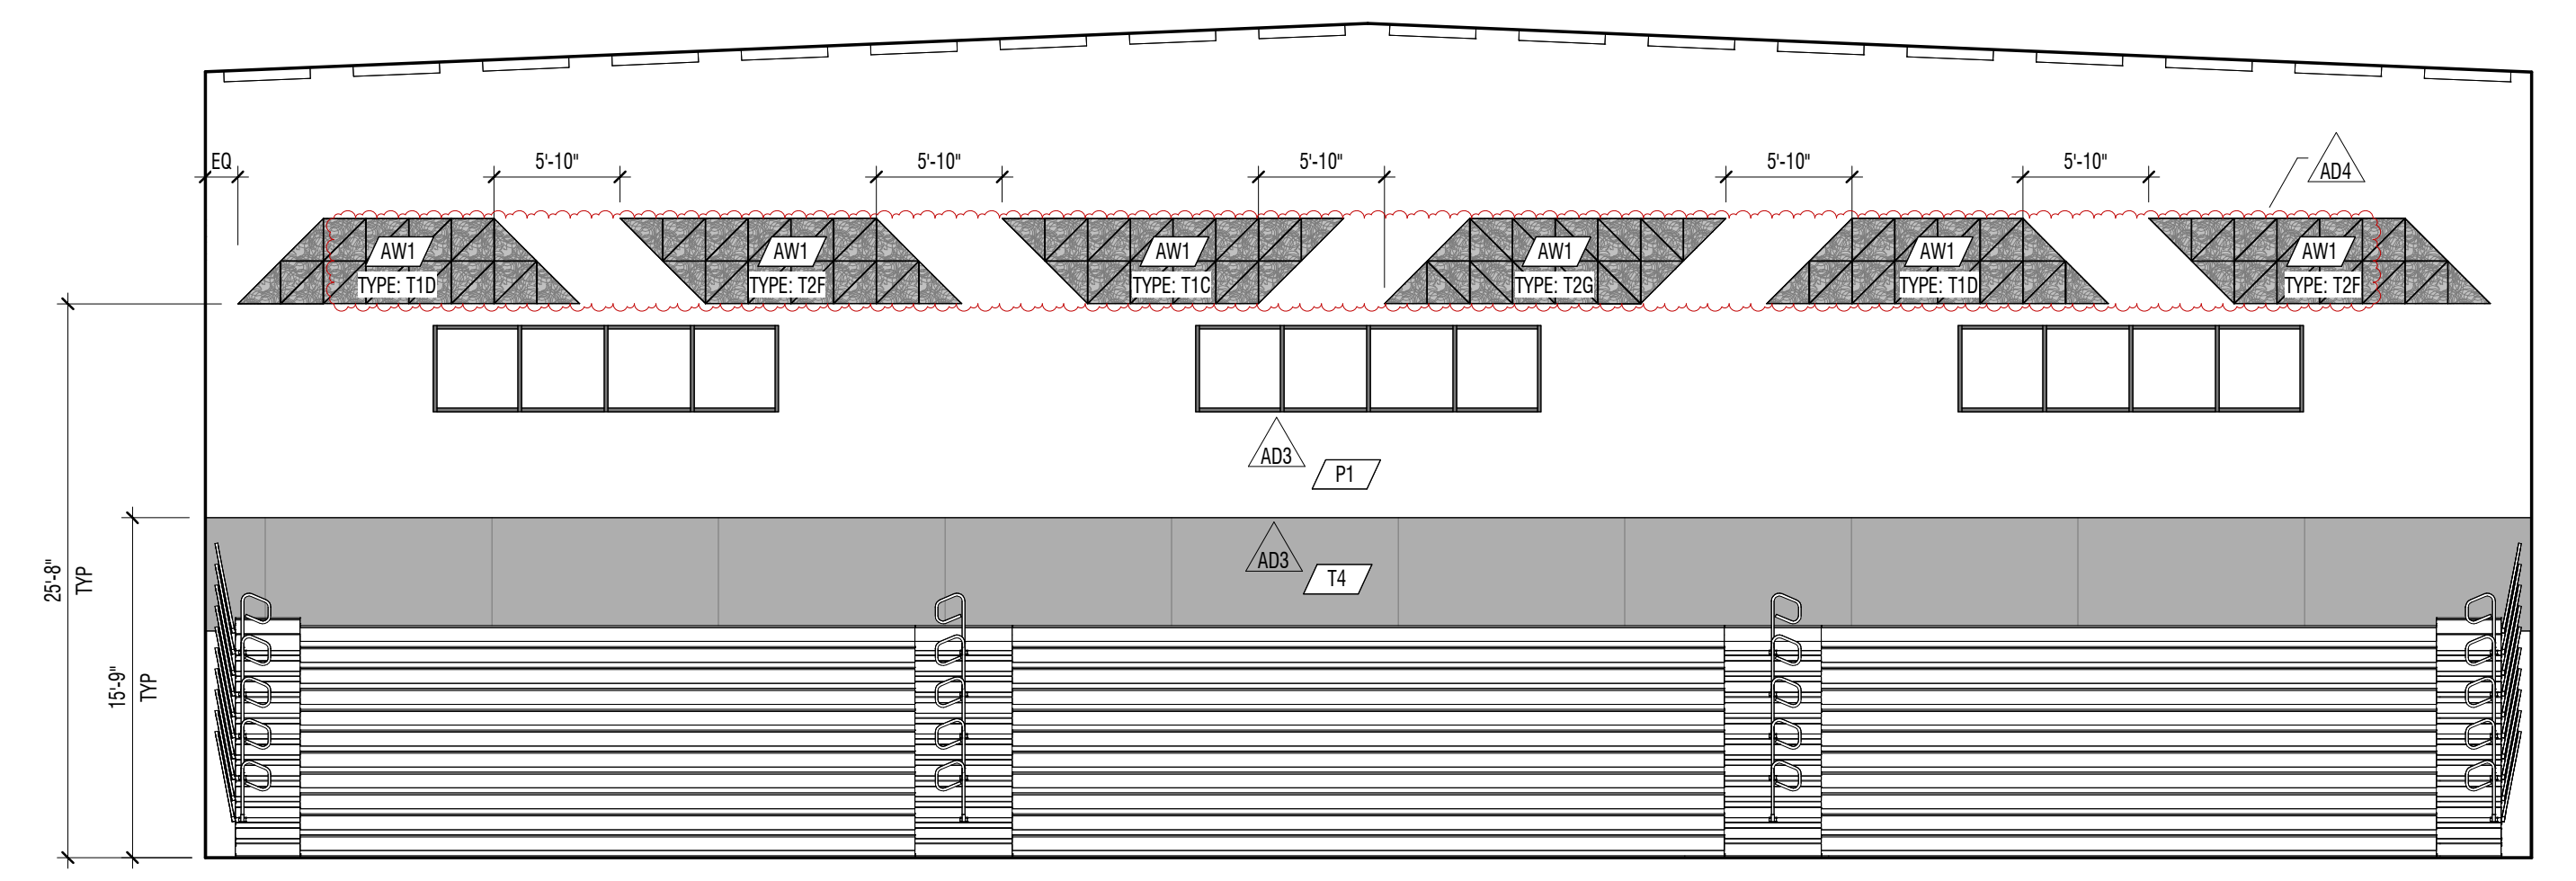 EQ
5'-10"
5'-10"
5'-10"
5'-10"
5'-10"
AD4
AW1
TYPE: T1D
AW1
TYPE: T2F
AW1
TYPE: T1C
AW1
TYPE: T2G
AW1
TYPE: T1D
AW1
TYPE: T2F
AD3
P1
AD3
T4
25'-8"
TYP
15'-9"
TYP